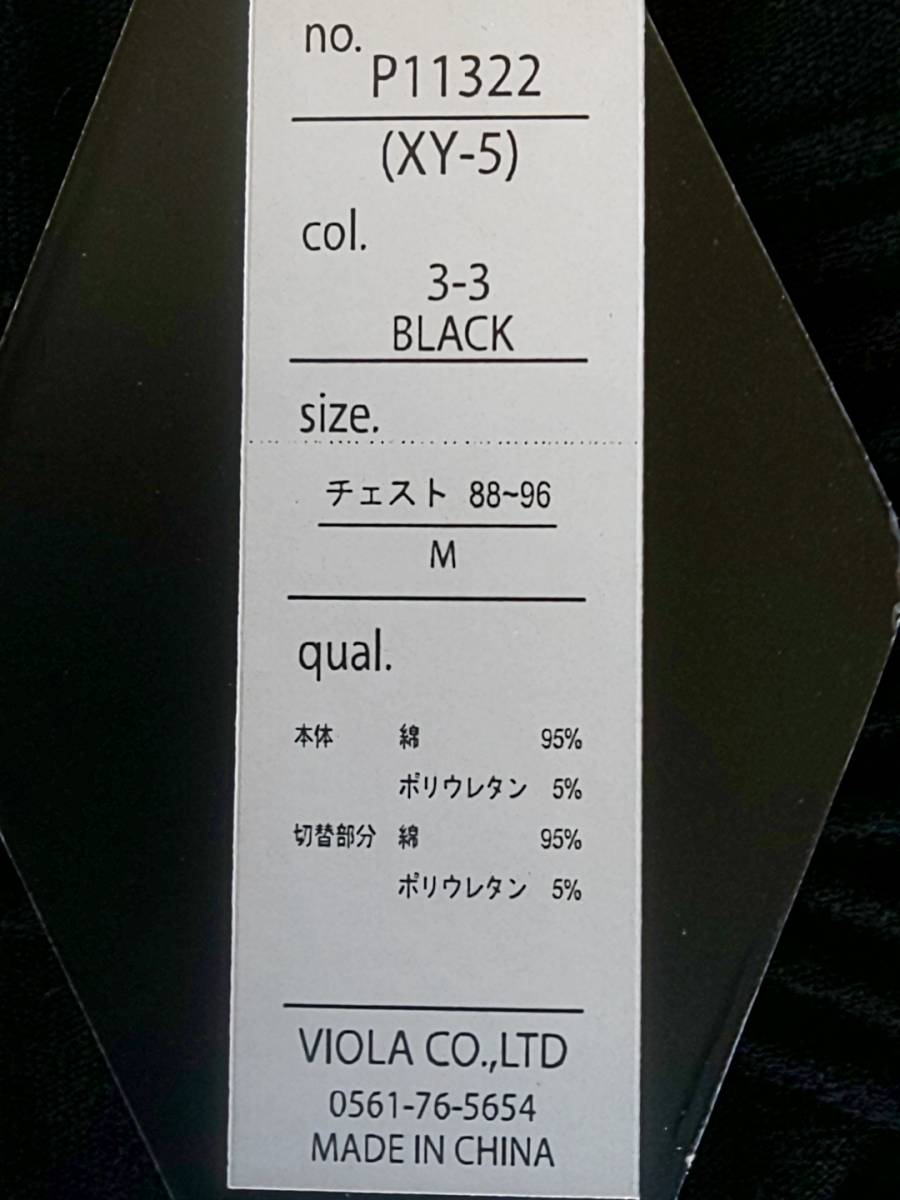 no.
P11322
(XY-5)
col.
3-3
BLACK
size.
チェスト 88~96
M
qual.
本体 綿 95%
ポリウレタン 5%
切替部分 綿 95%
ポリウレタン 5%
VIOLA CO.,LTD
0561-76-5654
MADE IN CHINA